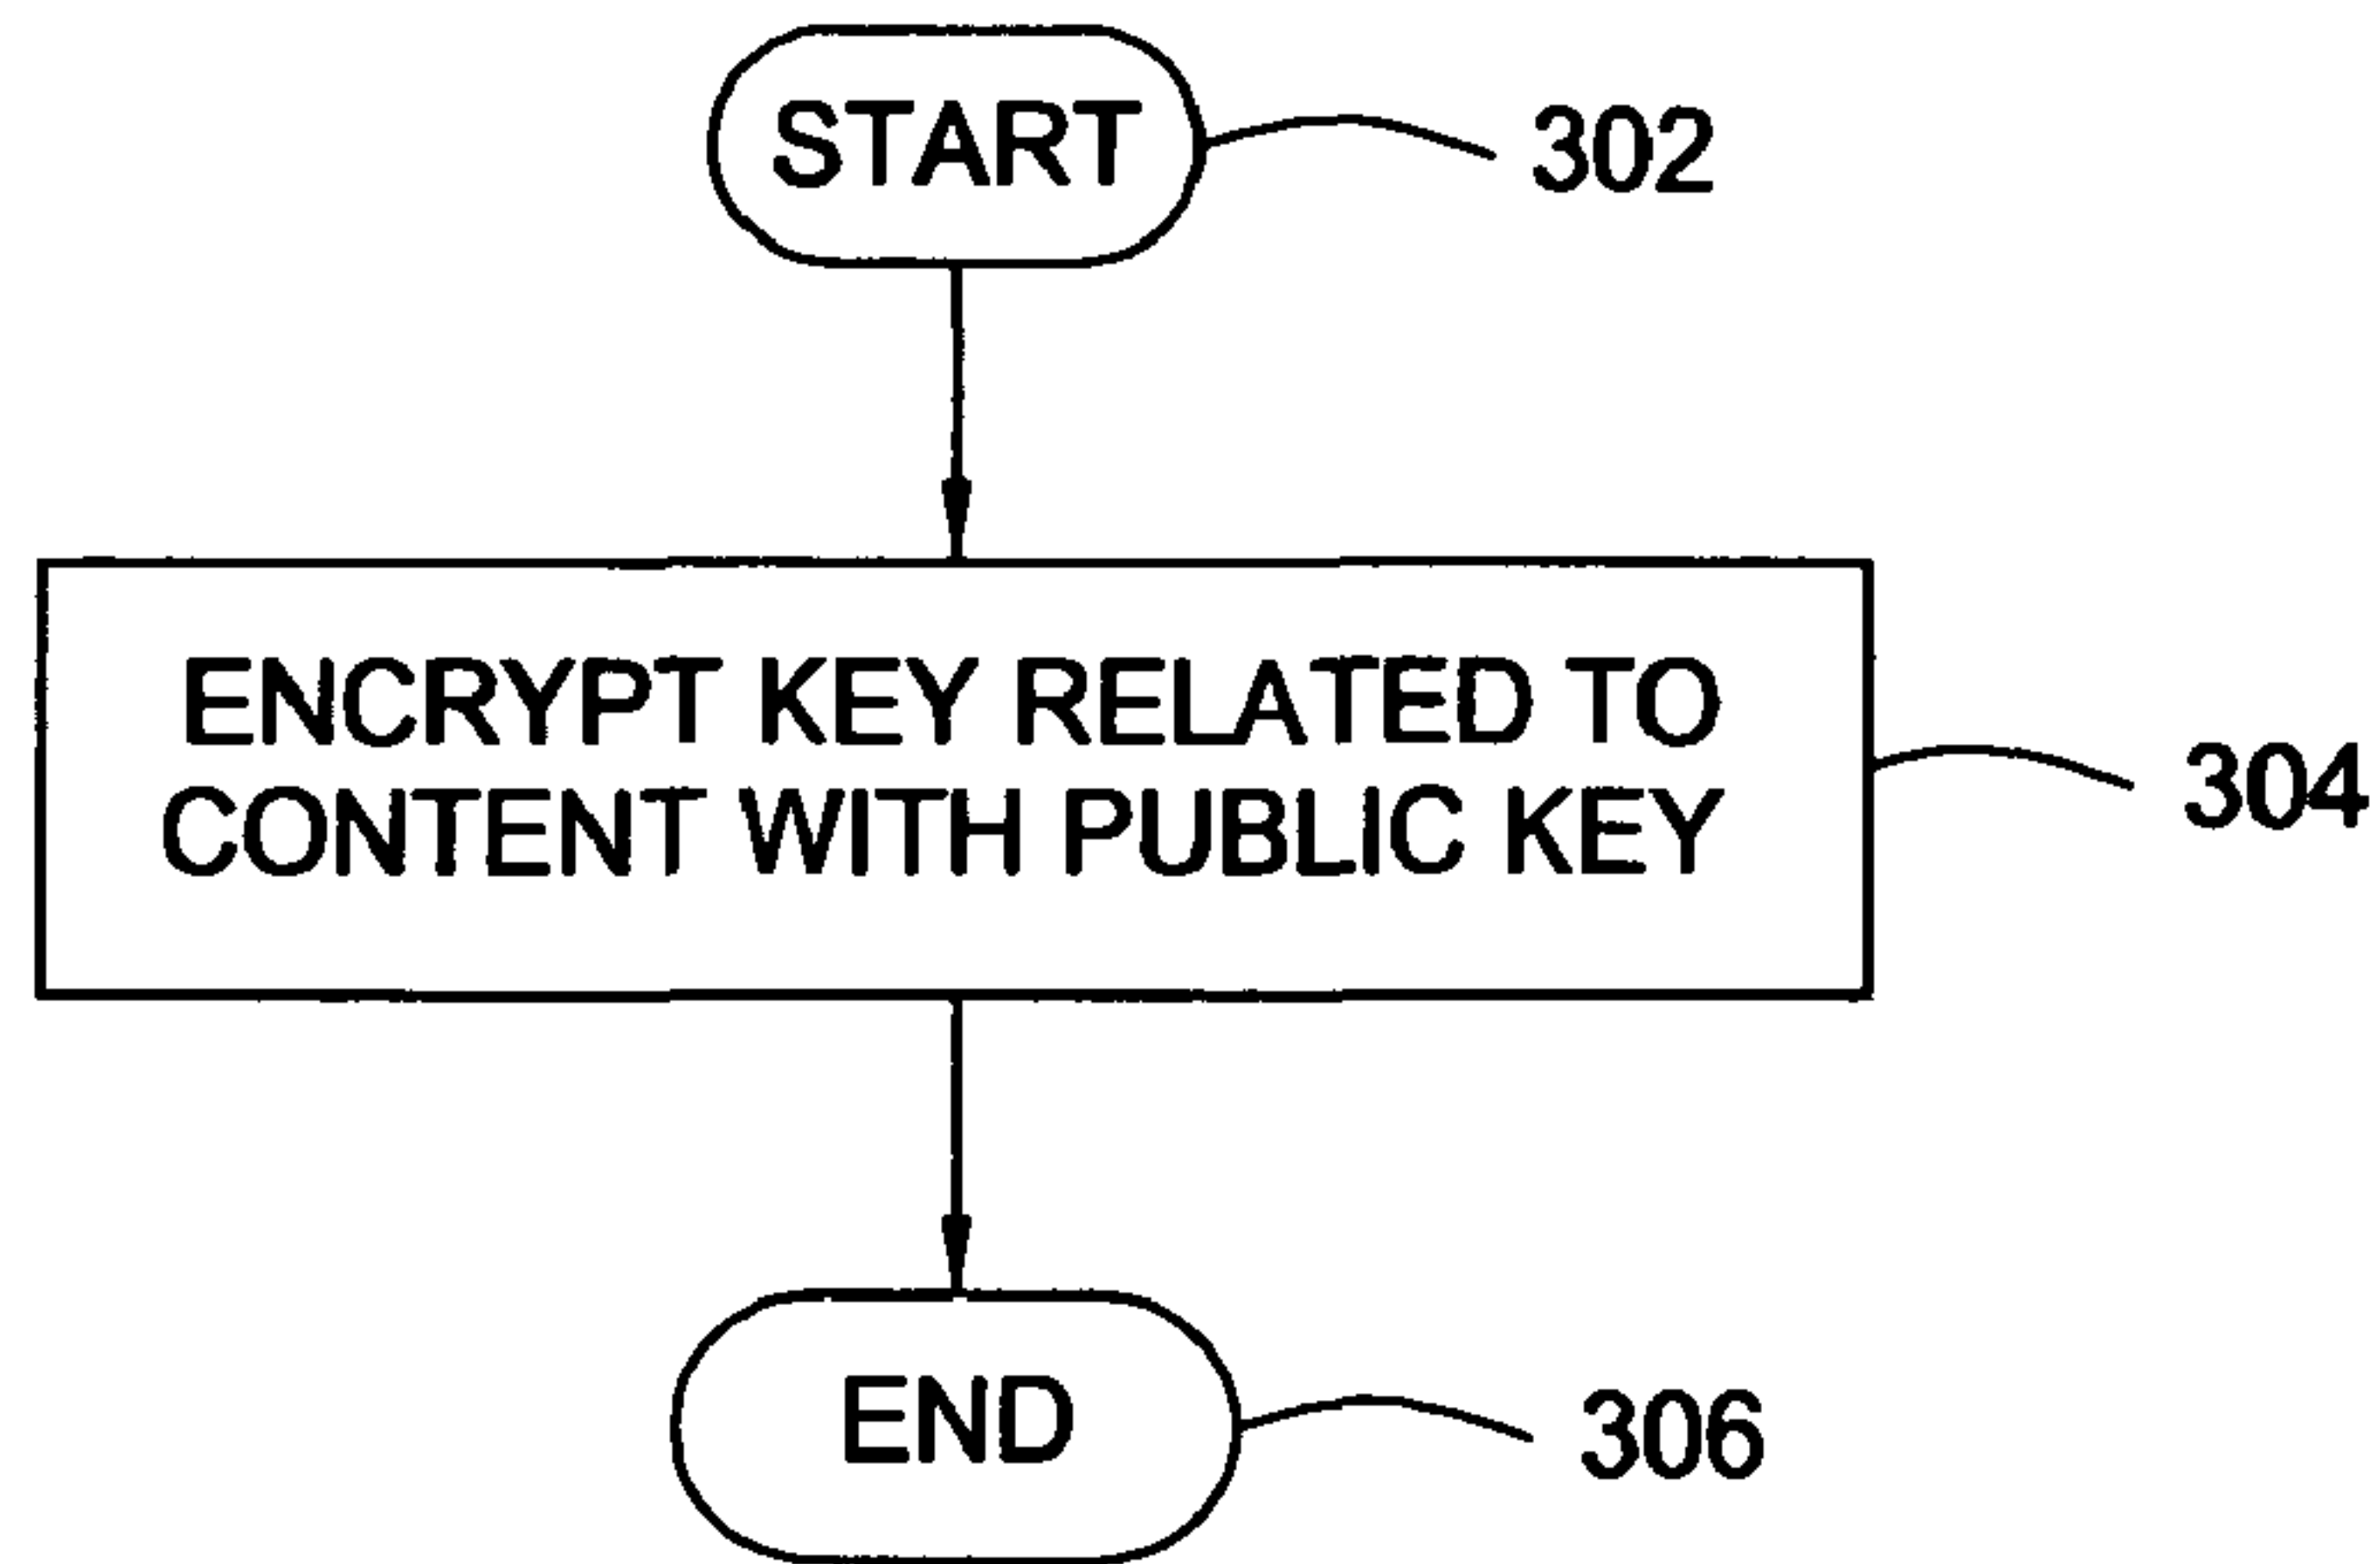 START
302
ENCRYPT KEY RELATED TO
CONTENT WITH PUBLIC KEY
304
END
306